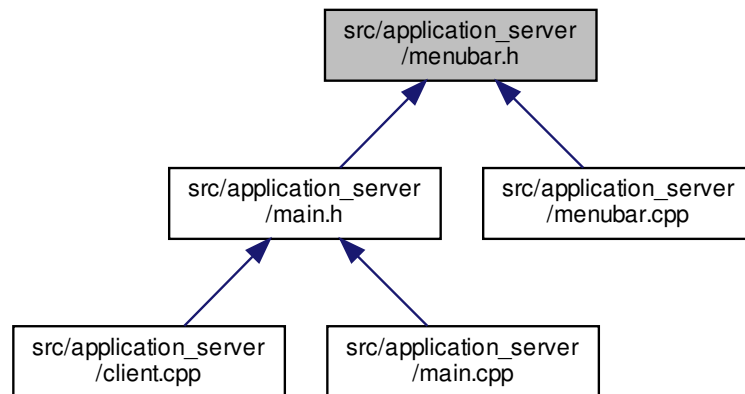 src/application_server
/menubar.h
src/application_server
/main.h
src/application_server
/menubar.cpp
src/application_server
/client.cpp
src/application_server
/main.cpp